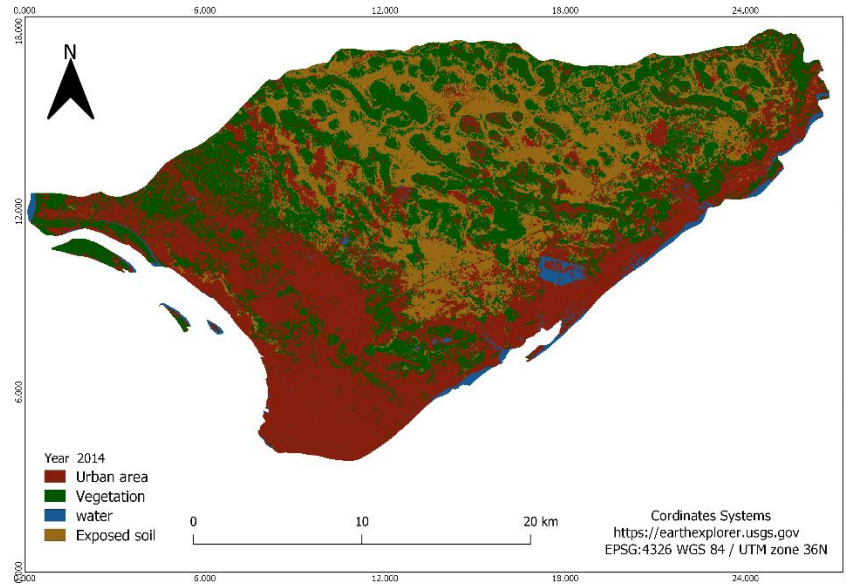 0.000 6.000 12.000 18.000 24.000
18.000
N
12.000
6.000
Year 2014
Urban area
Vegetation
water
Exposed soil
0 10 20 km
Cordinates Systems
https://earthexplorer.usgs.gov
EPSG:4326 WGS 84 / UTM zone 36N
6.000 12.000 18.000 24.000